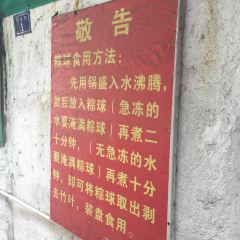 敬告
粽球食用方法：
先用锅盛入水沸腾，
然后放入粽球（急冻的
水要淹满粽球）再煮二
十分钟，（无急冻的水
要淹满粽球）再煮十分
钟，即可将粽球取出剥
去竹叶，装盘食用。